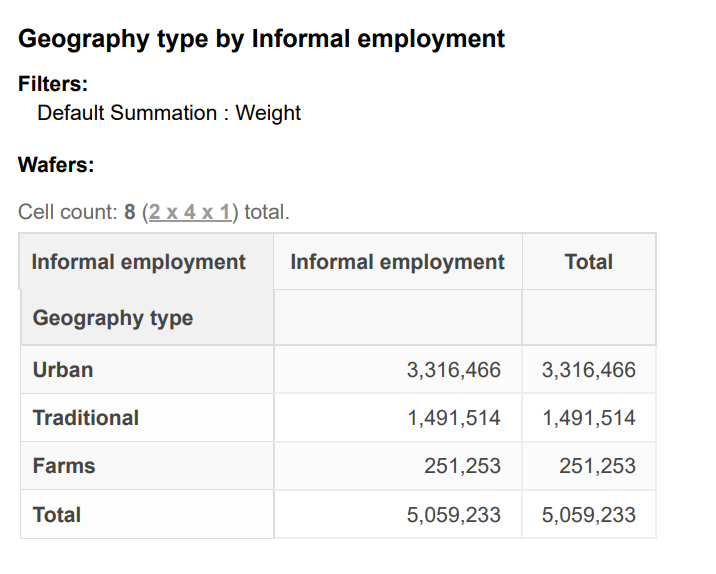 Geography type by Informal employment
Filters:
Default Summation : Weight
Wafers:
Cell count: 8 (2 x 4 x 1) total.
Informal employment Informal employment Total
Geography type
Urban 3,316,466 3,316,466
Traditional 1,491,514 1,491,514
Farms 251,253 251,253
Total 5,059,233 5,059,233